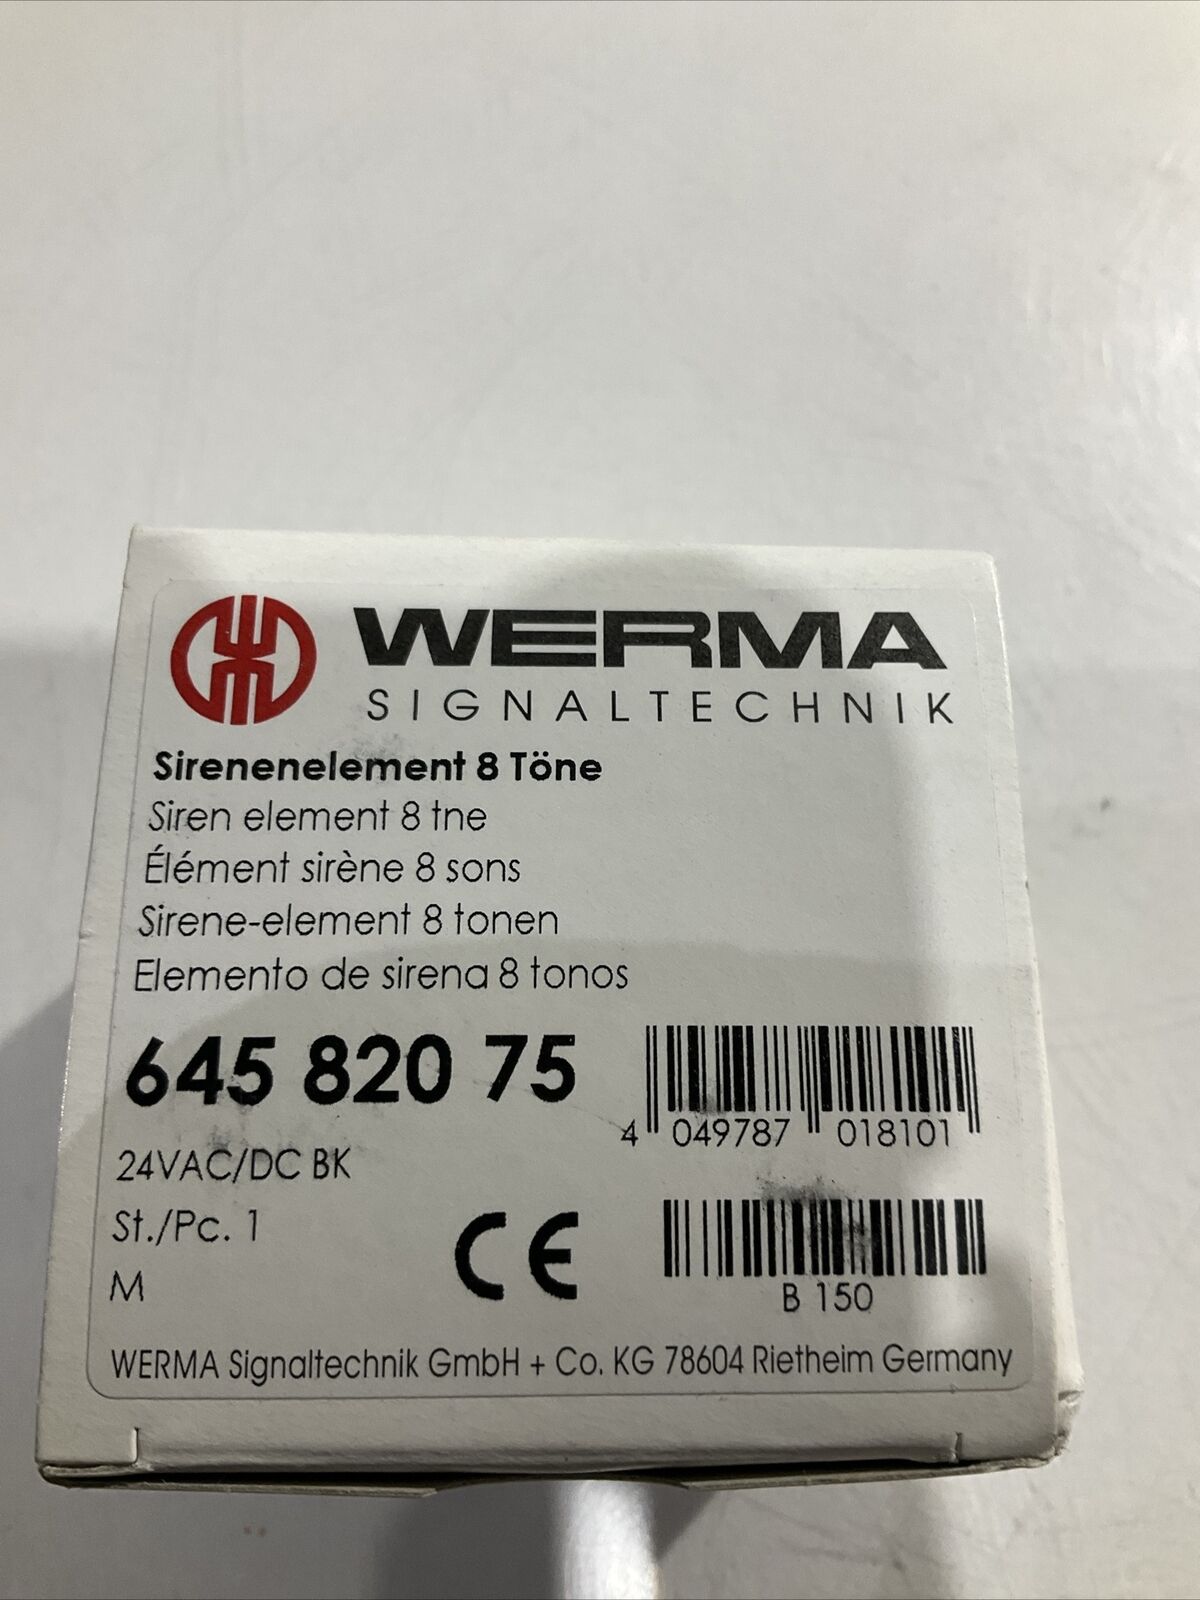 WERMA
SIGNALTECHNIK
Sirenenelement 8 Töne
Siren element 8 tne
Élément sirène 8 sons
Sirene-element 8 tonen
Elemento de sirena 8 tonos
645 820 75
4 049787 018101
24VAC/DC BK
St./Pc. 1
CE
M
B 150
WERMA Signaltechnik GmbH + Co. KG 78604 Rietheim Germany